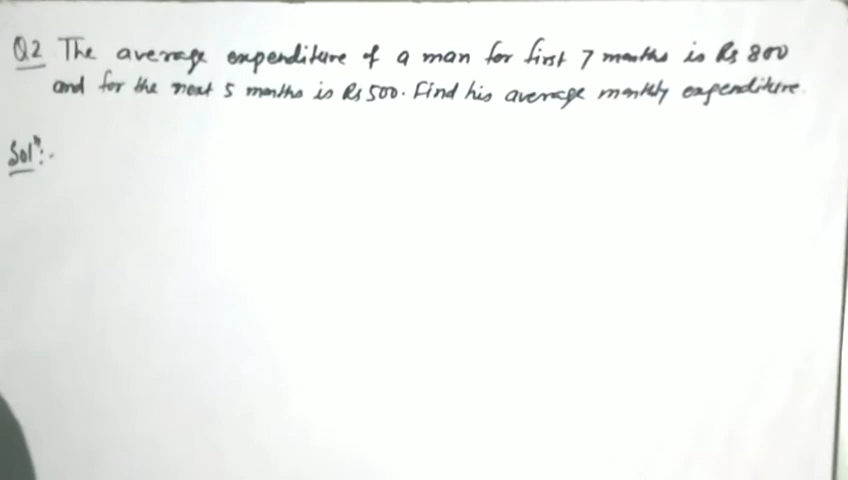 Q2 The average expenditure of a man for first 7 months is Rs 800
and for the next 5 months is Rs 500. Find his average monthly expenditure.
Solⁿ:-